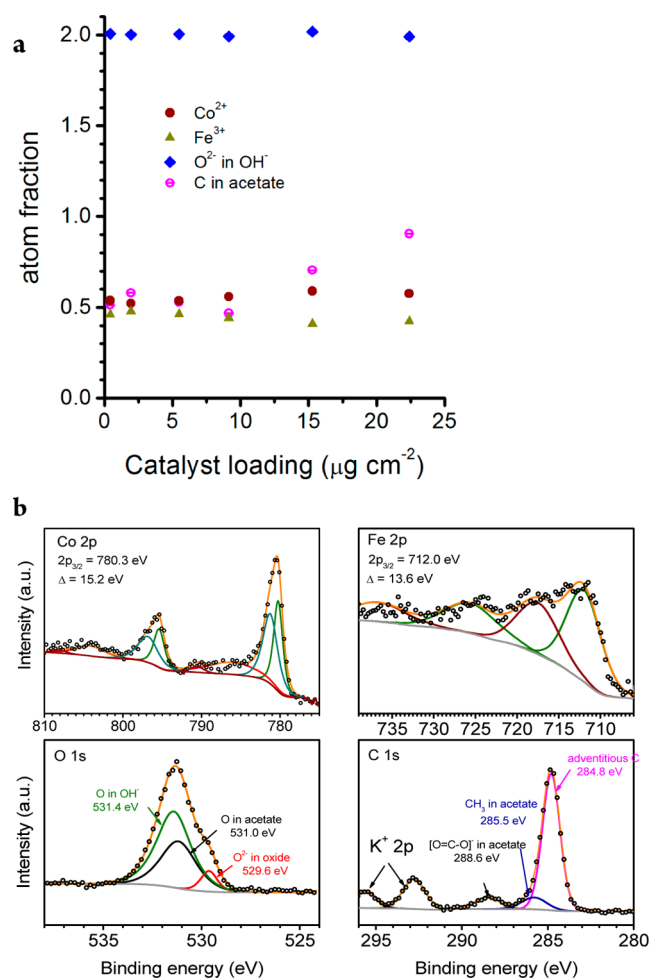 a
2.0
1.5
1.0
0.5
0.0
atom fraction
Co²⁺
Fe³⁺
O²⁻ in OH⁻
C in acetate
0 5 10 15 20 25
Catalyst loading (μg cm⁻²)
b
Co 2p
2p₃/₂ = 780.3 eV
Δ = 15.2 eV
Intensity (a.u.)
810 800 790 780
Fe 2p
2p₃/₂ = 712.0 eV
Δ = 13.6 eV
735 730 725 720 715 710
O 1s
O in OH⁻
531.4 eV
O in acetate
531.0 eV
O²⁻ in oxide
529.6 eV
Intensity (a.u.)
535 530 525
Binding energy (eV)
C 1s
adventitious C
284.8 eV
CH₃ in acetate
285.5 eV
[O=C-O]⁻ in acetate
288.6 eV
K⁺ 2p
295 290 285 280
Binding energy (eV)